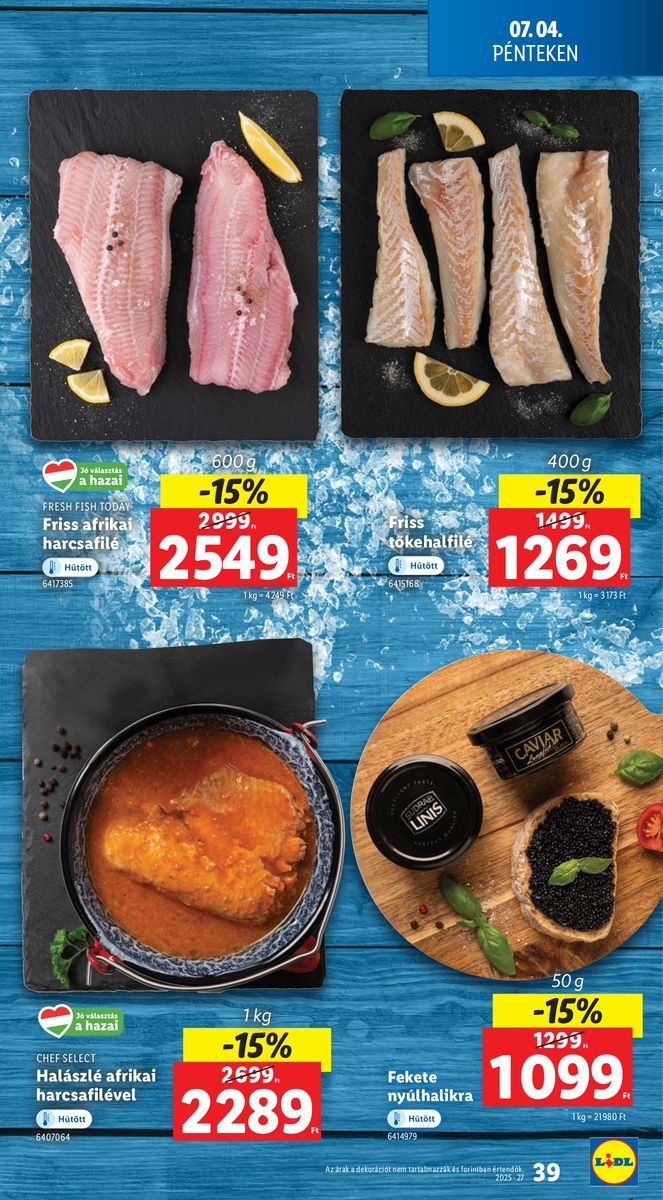 07. 04.
PÉNTEKEN
Jó választás
a hazai
FRESH FISH TODAY
Friss afrikai
harcsafilé
Hűtött
6417385
600 g
-15%
2999 Ft
2549 Ft
1 kg = 4249 Ft
Friss
tőkehalfilé
Hűtött
6415168
400 g
-15%
1499 Ft
1269 Ft
1 kg = 3173 Ft
Jó választás
a hazai
CHEF SELECT
Halászlé afrikai
harcsafilével
Hűtött
6407064
1 kg
-15%
2699 Ft
2289 Ft
CAVIAR
SUDRAB
LINIS
Fekete
nyúlhalikra
Hűtött
6414979
50 g
-15%
1299 Ft
1099 Ft
1 kg = 21980 Ft
Az árak a dekorációt nem tartalmazzák és forintban értendők.
2025 - 27
39
LIDL